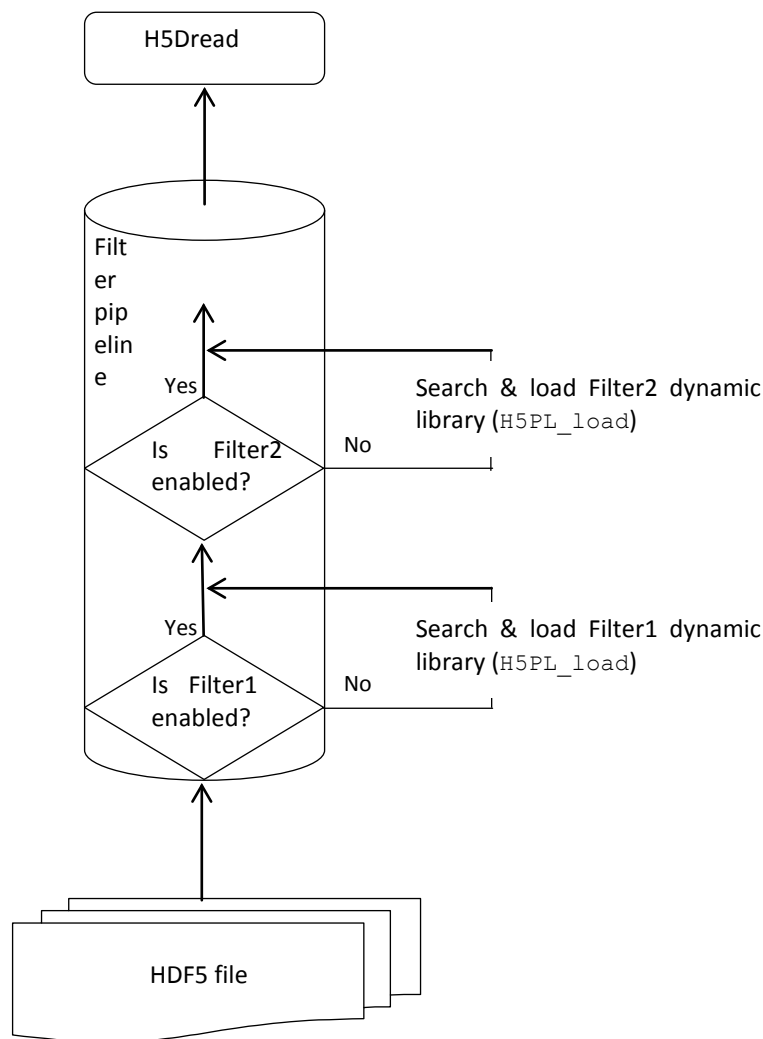 H5Dread
Filt
er
pip
elin
e
Yes
Search & load Filter2 dynamic
library (H5PL_load)
Is Filter2
enabled?
No
Yes
Search & load Filter1 dynamic
library (H5PL_load)
Is Filter1
enabled?
No
HDF5 file